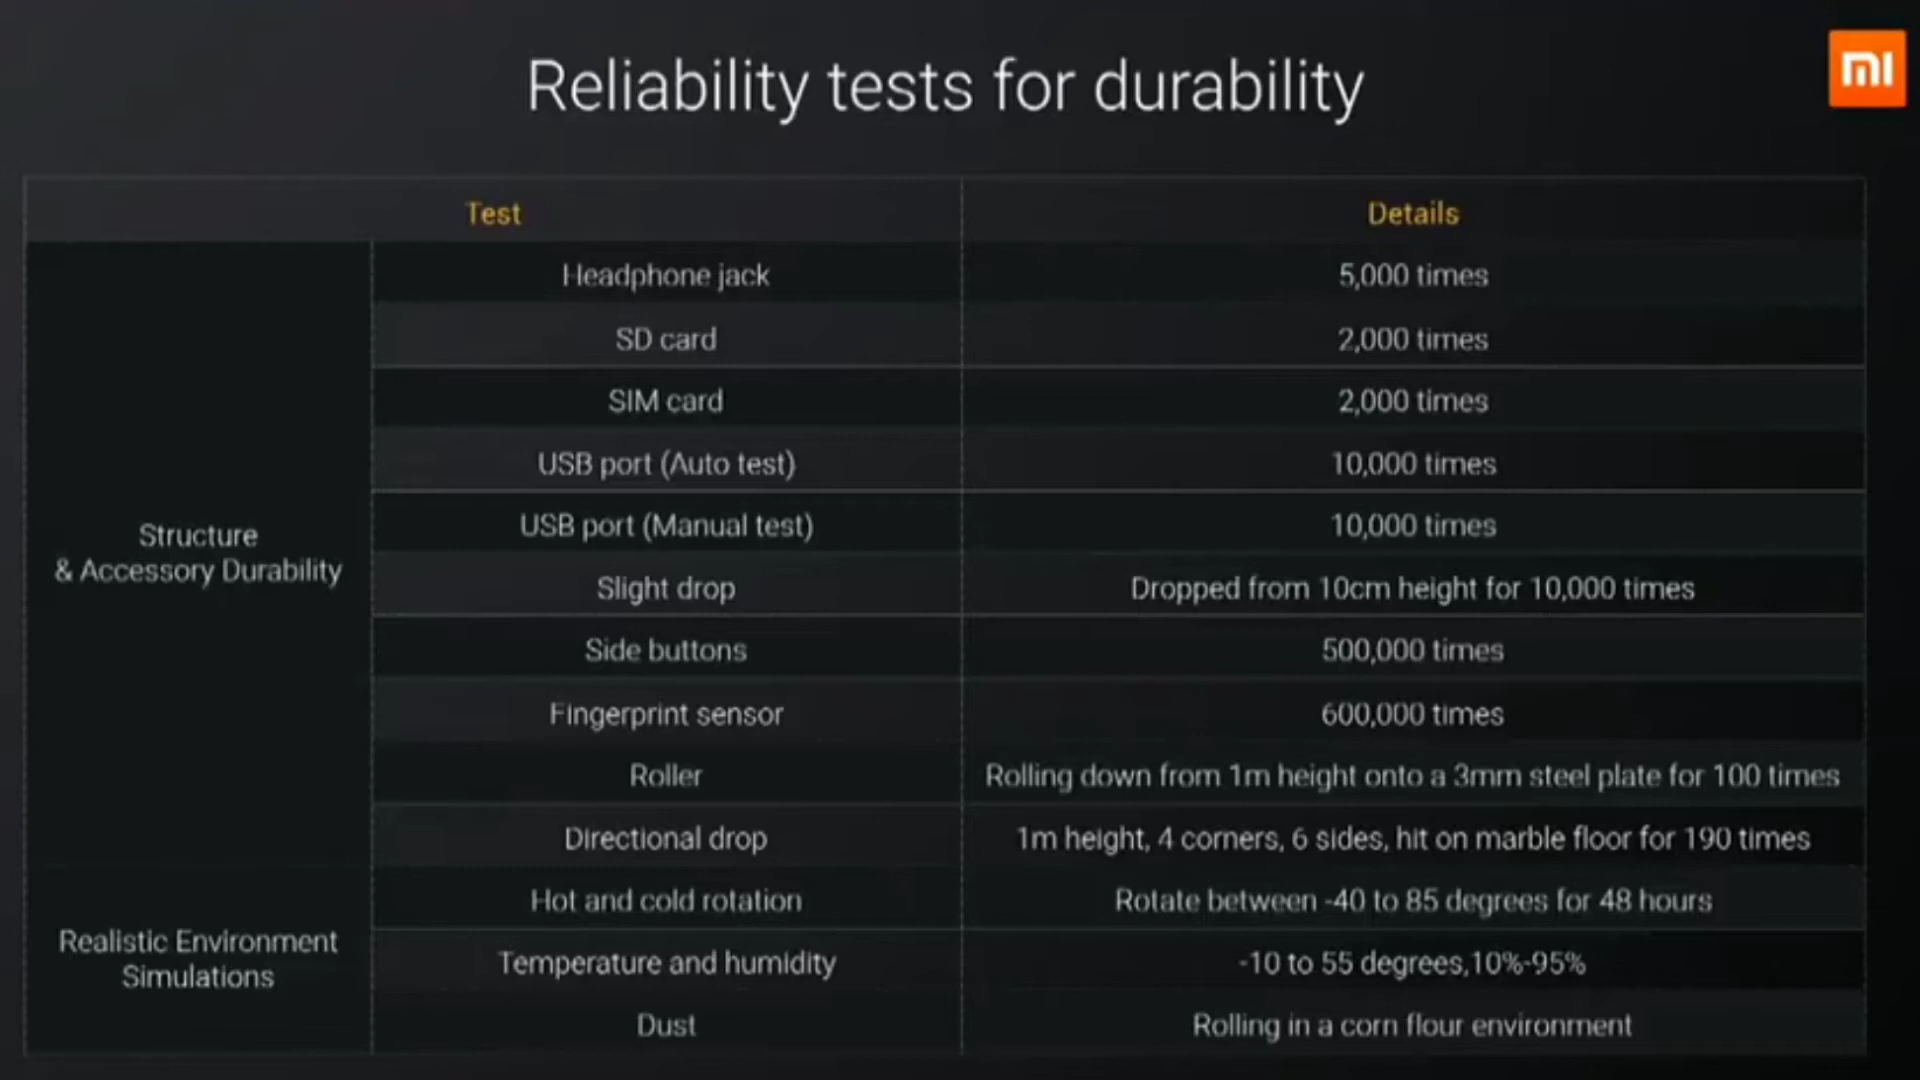 Reliability tests for durability
mi
Test Details
Headphone jack 5,000 times
SD card 2,000 times
SIM card 2,000 times
USB port (Auto test) 10,000 times
USB port (Manual test) 10,000 times
Structure
& Accessory Durability
Slight drop Dropped from 10cm height for 10,000 times
Side buttons 500,000 times
Fingerprint sensor 600,000 times
Roller Rolling down from 1m height onto a 3mm steel plate for 100 times
Directional drop 1m height, 4 corners, 6 sides, hit on marble floor for 190 times
Hot and cold rotation Rotate between -40 to 85 degrees for 48 hours
Realistic Environment
Simulations
Temperature and humidity -10 to 55 degrees,10%-95%
Dust Rolling in a corn flour environment